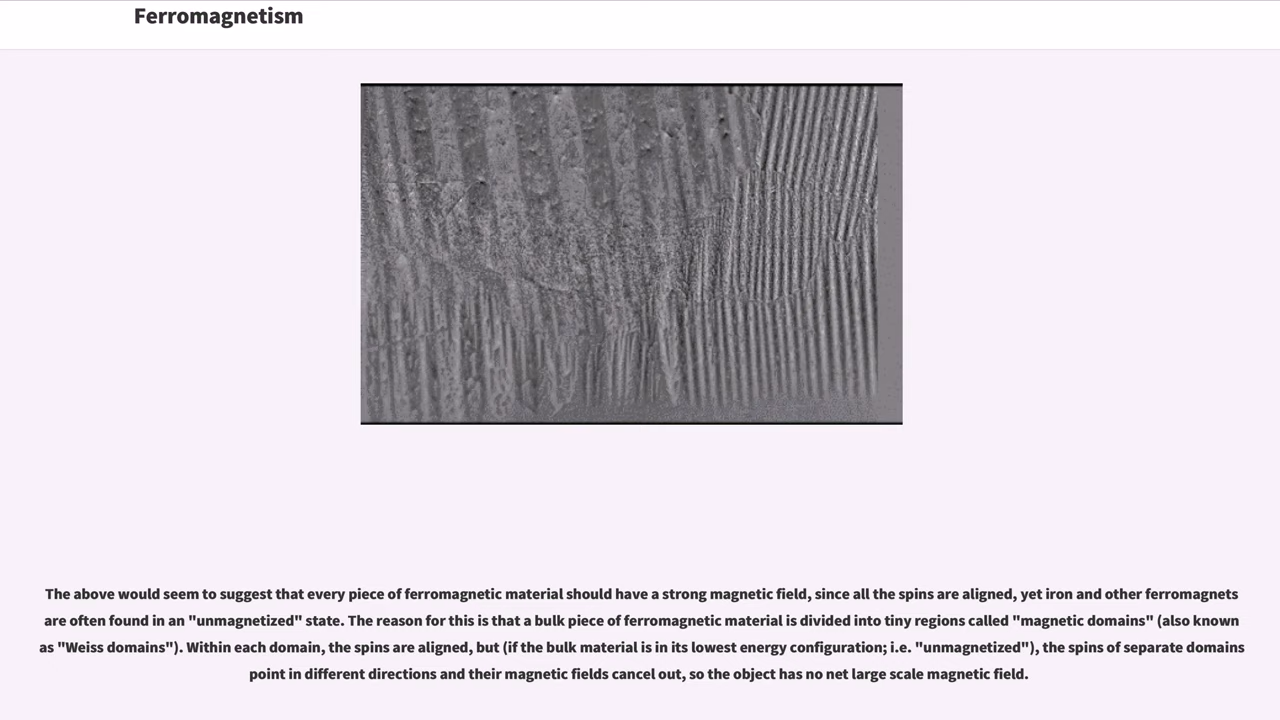 Ferromagnetism
The above would seem to suggest that every piece of ferromagnetic material should have a strong magnetic field, since all the spins are aligned, yet iron and other ferromagnets
are often found in an "unmagnetized" state. The reason for this is that a bulk piece of ferromagnetic material is divided into tiny regions called "magnetic domains" (also known
as "Weiss domains"). Within each domain, the spins are aligned, but (if the bulk material is in its lowest energy configuration; i.e. "unmagnetized"), the spins of separate domains
point in different directions and their magnetic fields cancel out, so the object has no net large scale magnetic field.